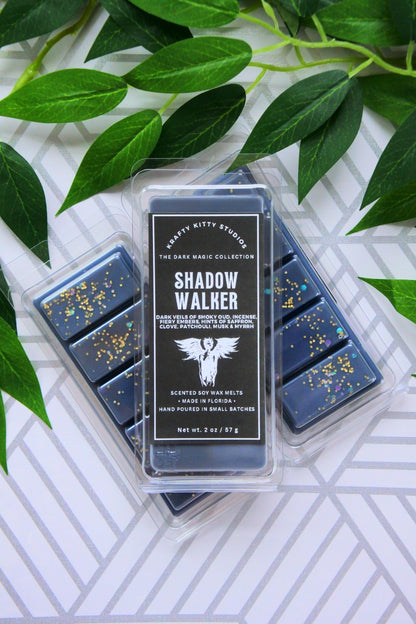 KRAFTY KITTY STUDIOS
THE DARK MAGIC COLLECTION
SHADOW
WALKER
DARK VEILS OF SMOKY OUD, INCENSE,
FIERY EMBERS, HINTS OF SAFFRON,
CLOVE, PATCHOULI, MUSK & MYRRH
SCENTED SOY WAX MELTS
• MADE IN FLORIDA •
HAND POURED IN SMALL BATCHES
Net wt. 2 oz / 57 g